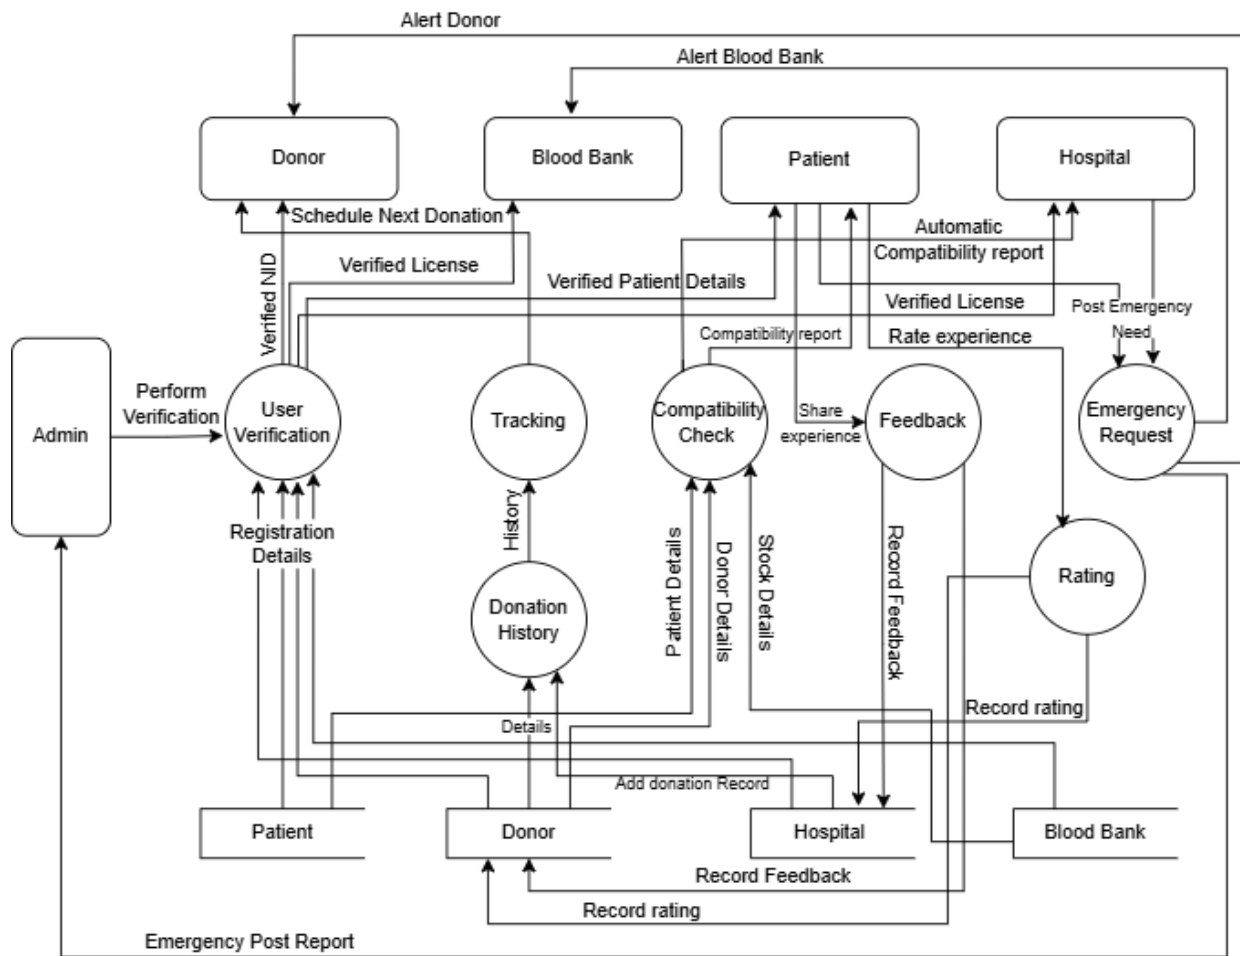 Alert Donor
Alert Blood Bank
Donor
Blood Bank
Patient
Hospital
Schedule Next Donation
Automatic
Compatibility report
Verified NID
Verified License
Verified Patient Details
Verified License
Post Emergency
Need
Compatibility report
Rate experience
Admin
Perform
Verification
User
Verification
Tracking
Compatibility
Check
Share
experience
Feedback
Emergency
Request
Registration
Details
History
Patient Details
Donor Details
Stock Details
Record Feedback
Rating
Donation
History
Details
Record rating
Add donation Record
Patient
Donor
Hospital
Blood Bank
Record Feedback
Record rating
Emergency Post Report